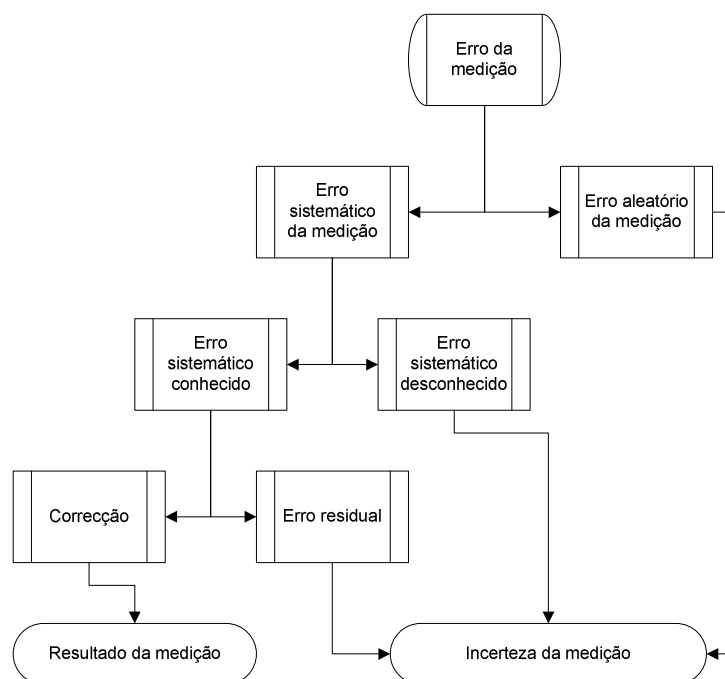 Erro da
medição
Erro
sistemático
da medição
Erro aleatório
da medição
Erro
sistemático
conhecido
Erro
sistemático
desconhecido
Correcção
Erro residual
Resultado da medição
Incerteza da medição